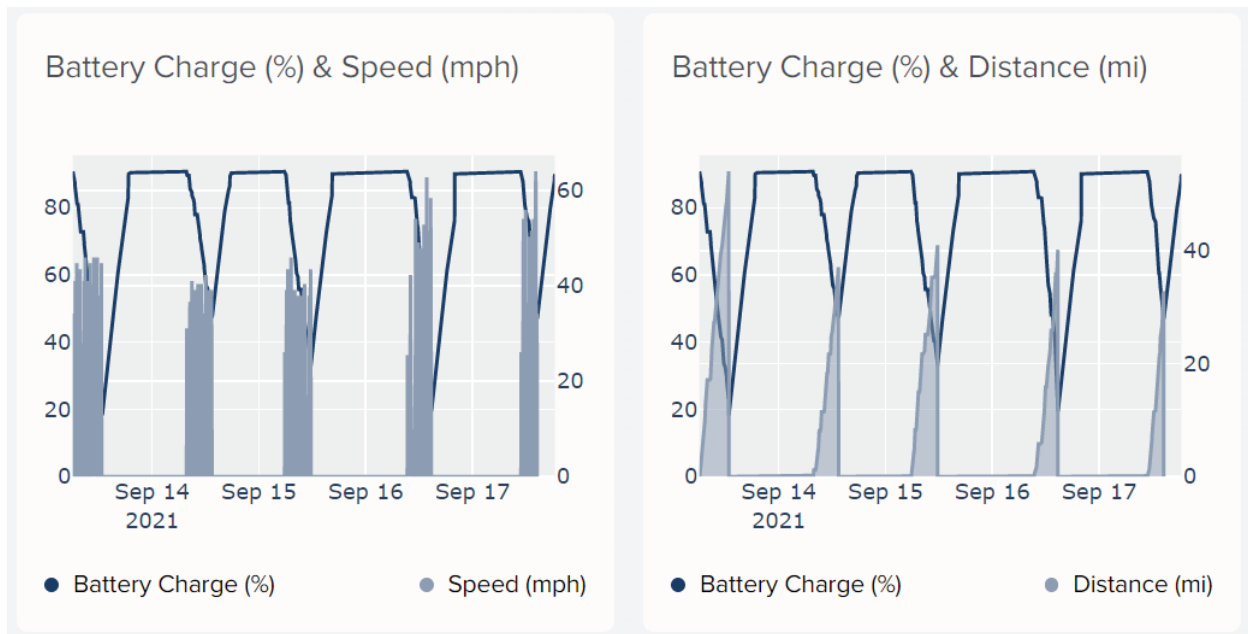 Battery Charge (%) & Speed (mph)
80
60
40
20
0
60
40
20
0
Sep 14
2021
Sep 15
Sep 16
Sep 17
Battery Charge (%)
Speed (mph)
Battery Charge (%) & Distance (mi)
80
60
40
20
0
40
20
0
Sep 14
2021
Sep 15
Sep 16
Sep 17
Battery Charge (%)
Distance (mi)